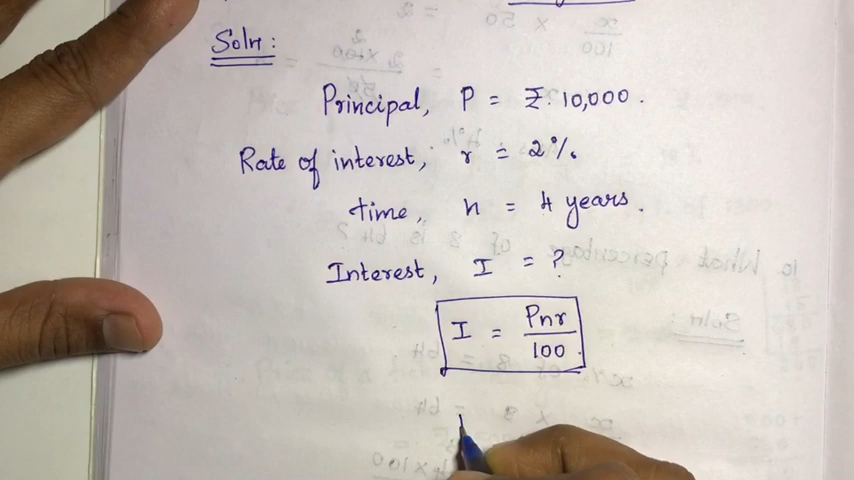 Soln:
Principal, P = ₹. 10,000.
Rate of interest, r = 2%.
time, n = 4 years.
Interest, I = ?
I = Pnr
100